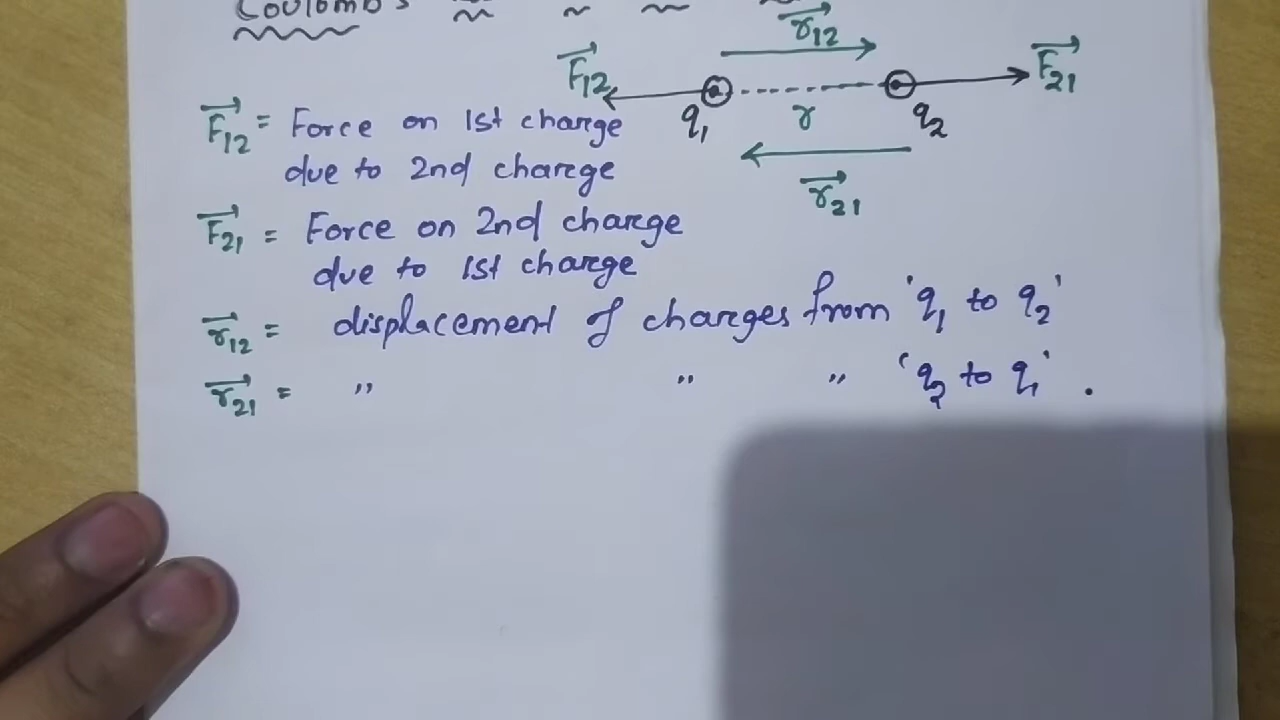 Coulomb's
r₁₂
F₁₂
F₂₁
q₁
r
q₂
r₂₁
F₁₂ = Force on 1st charge
due to 2nd charge
F₂₁ = Force on 2nd charge
due to 1st charge
r₁₂ = displacement of charges from 'q₁ to q₂'
r₂₁ = " " " 'q₂ to q₁' .